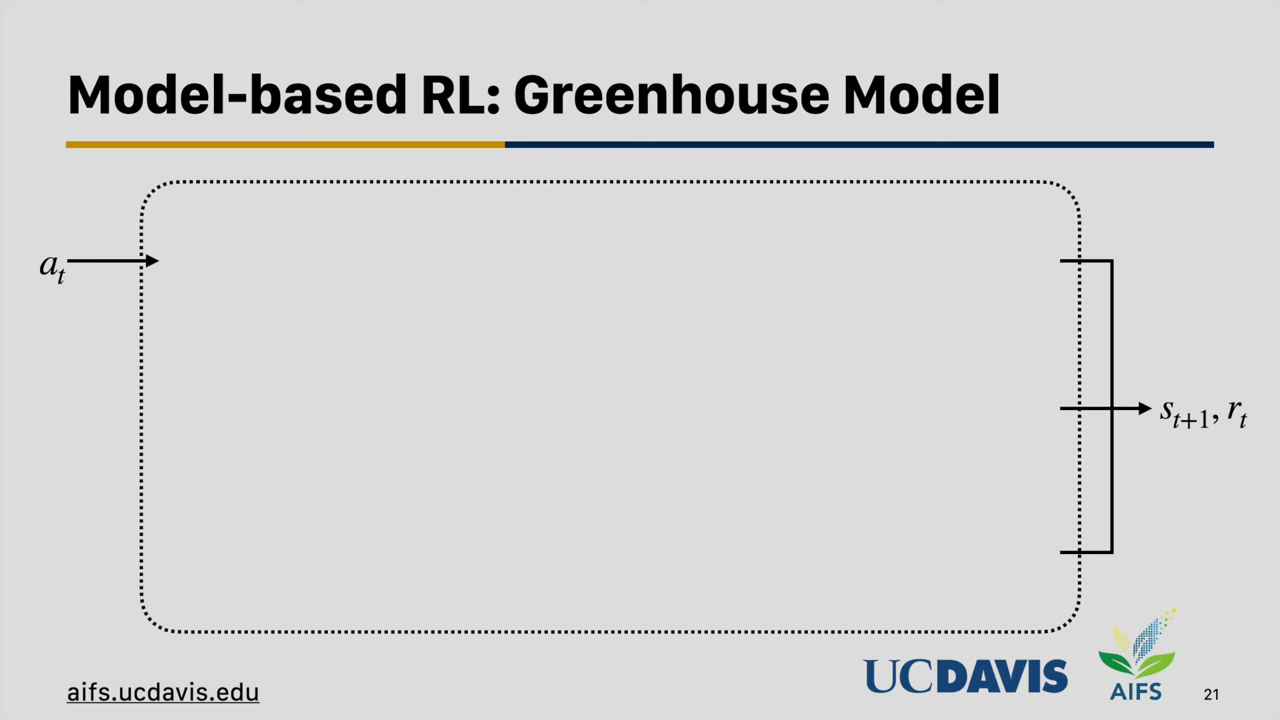 Model-based RL: Greenhouse Model
a_t
s_{t+1}, r_t
aifs.ucdavis.edu
UCDAVIS
AIFS
21